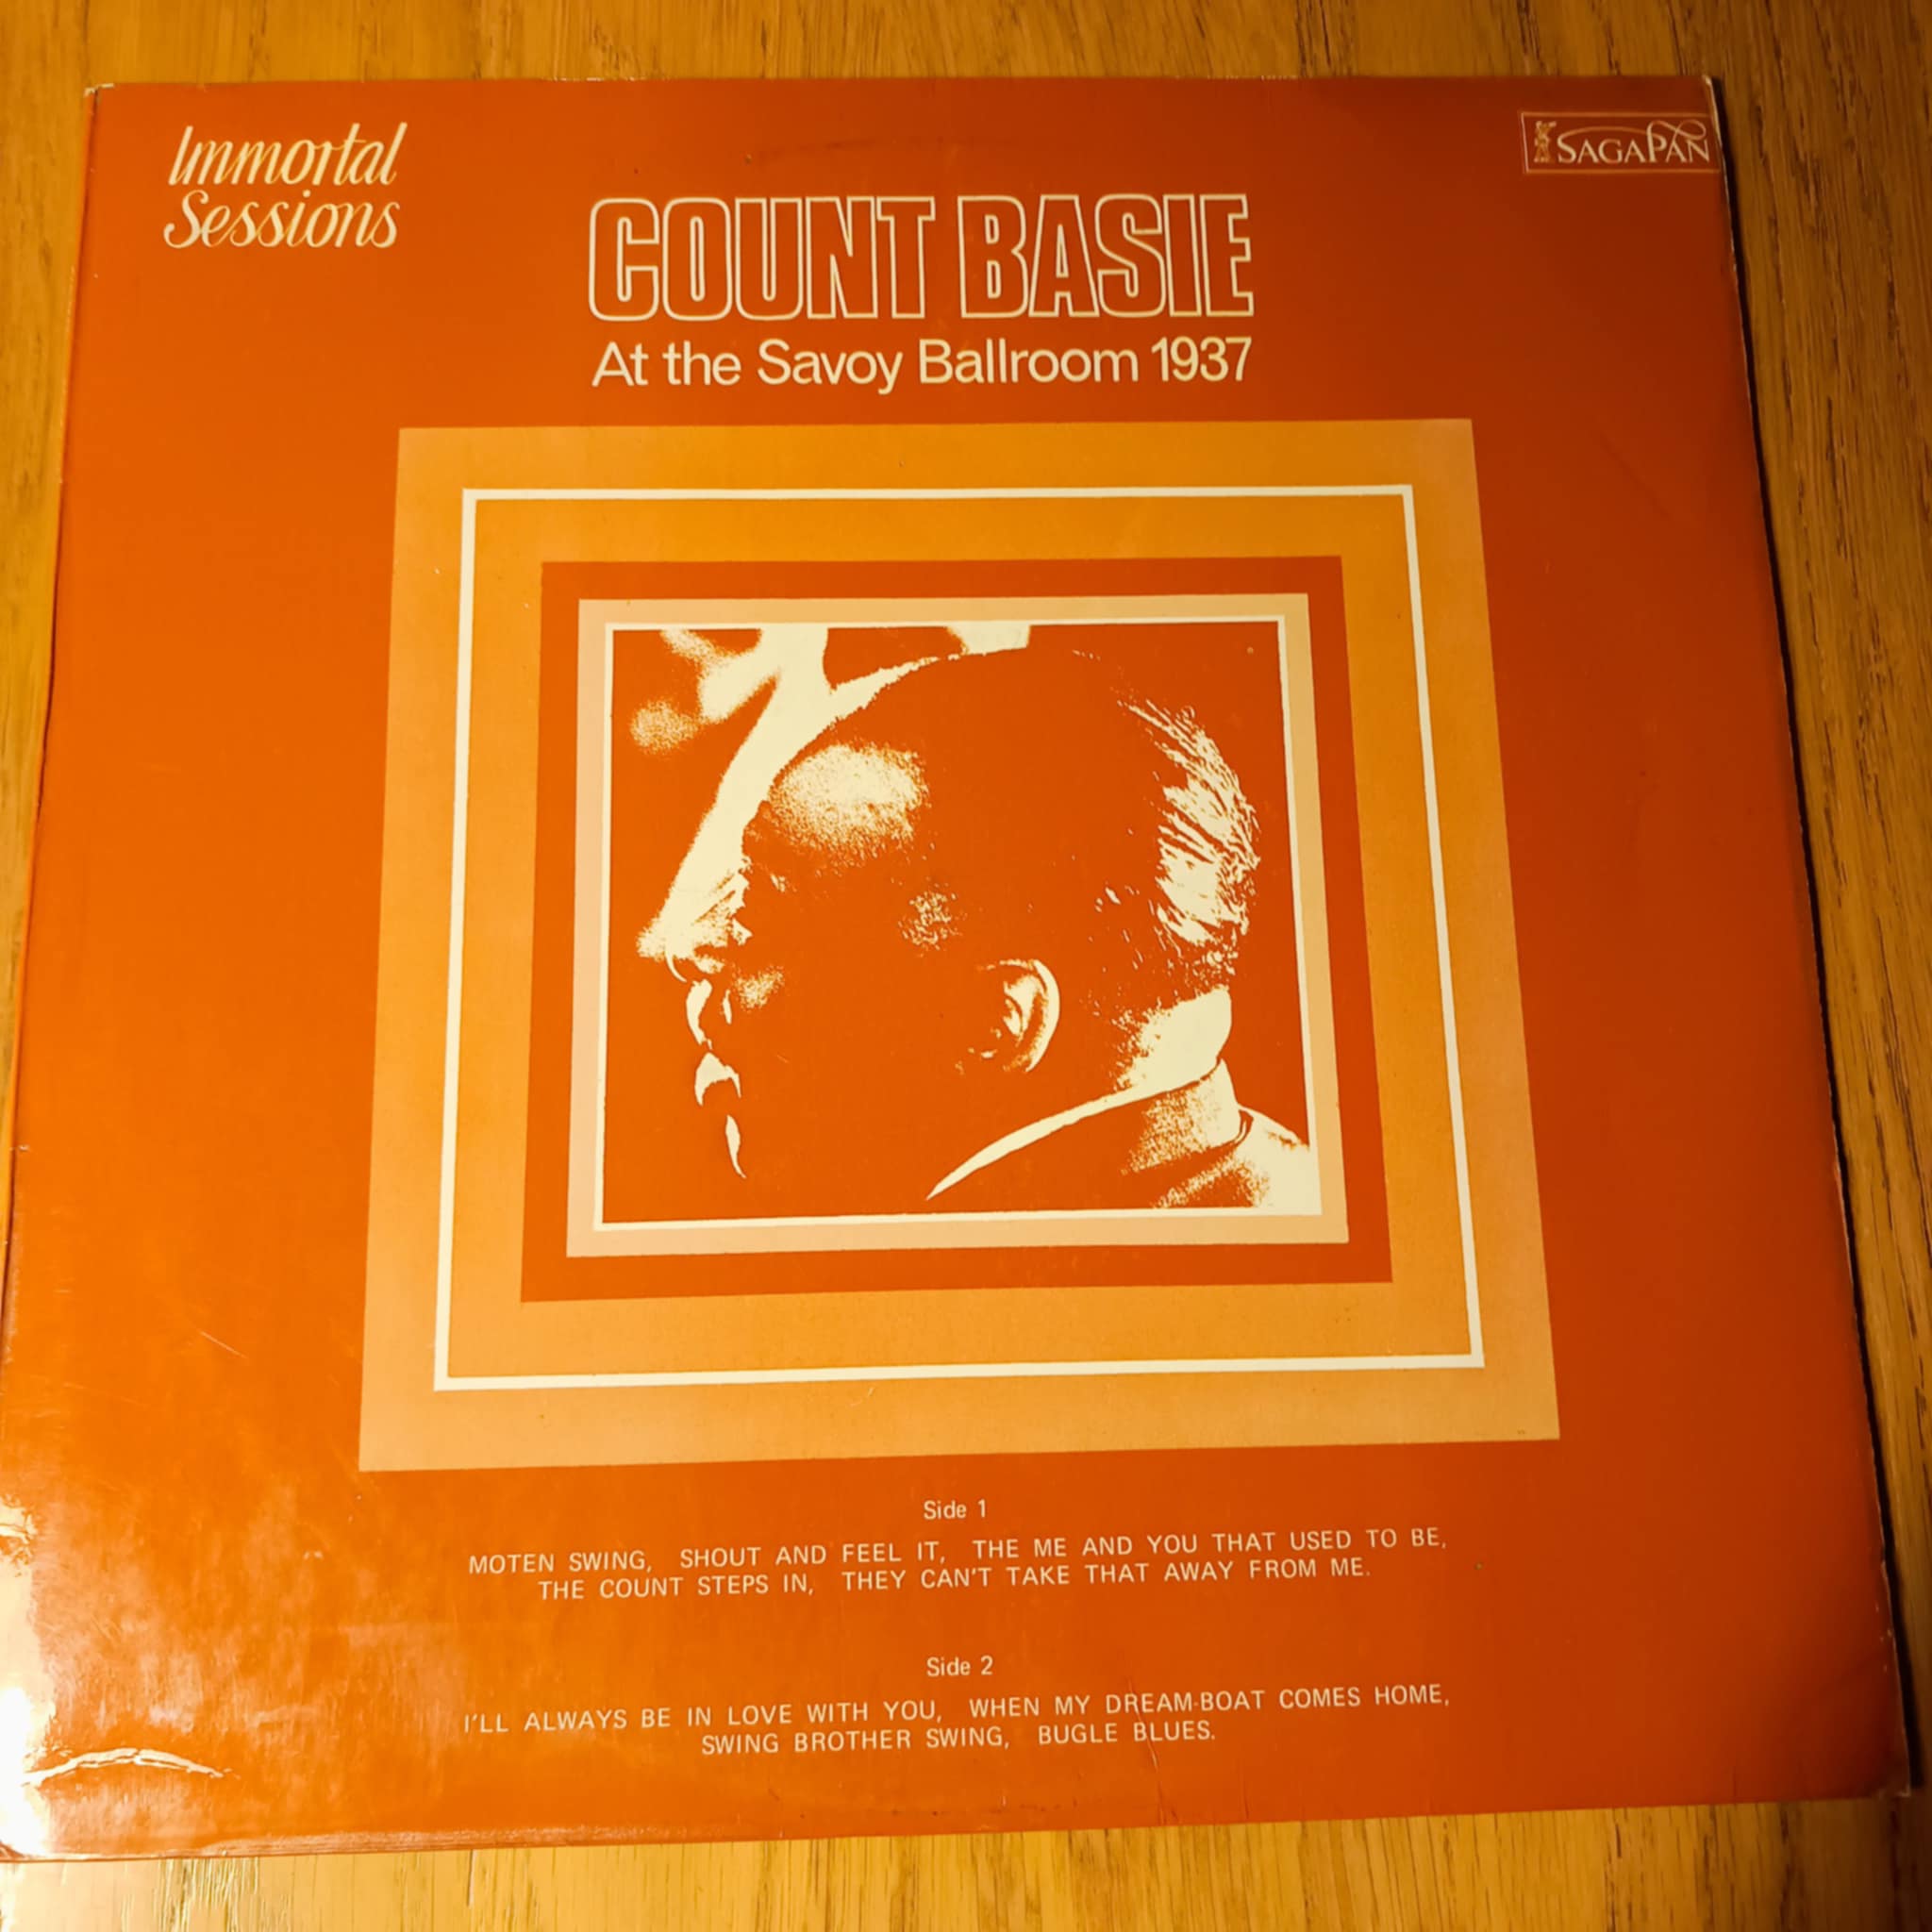 Immortal
Sessions
SAGAPAN
COUNT BASIE
At the Savoy Ballroom 1937
Side 1
MOTEN SWING, SHOUT AND FEEL IT, THE ME AND YOU THAT USED TO BE,
THE COUNT STEPS IN, THEY CAN'T TAKE THAT AWAY FROM ME.
Side 2
I'LL ALWAYS BE IN LOVE WITH YOU, WHEN MY DREAM-BOAT COMES HOME,
SWING BROTHER SWING, BUGLE BLUES.